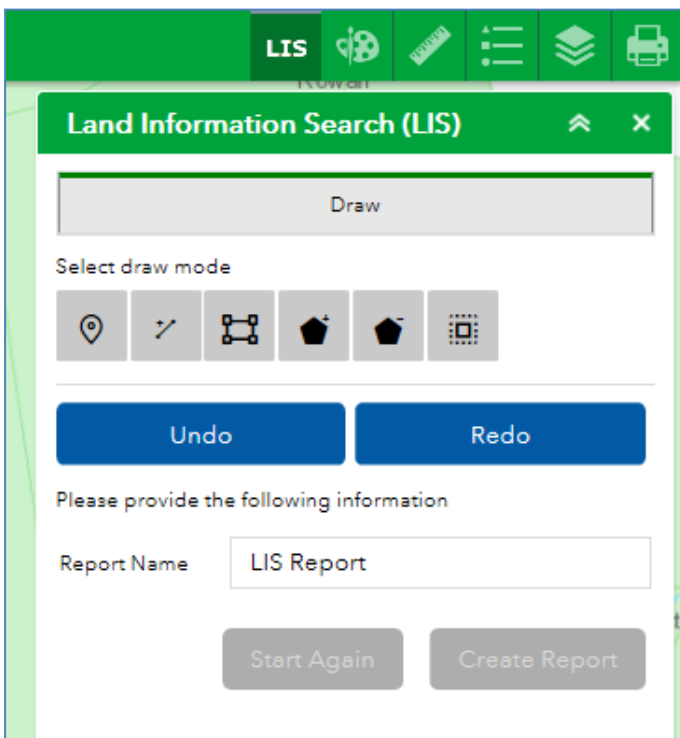 LIS
Rowan
Land Information Search (LIS)
Draw
Select draw mode
Undo Redo
Please provide the following information
Report Name LIS Report
Start Again Create Report